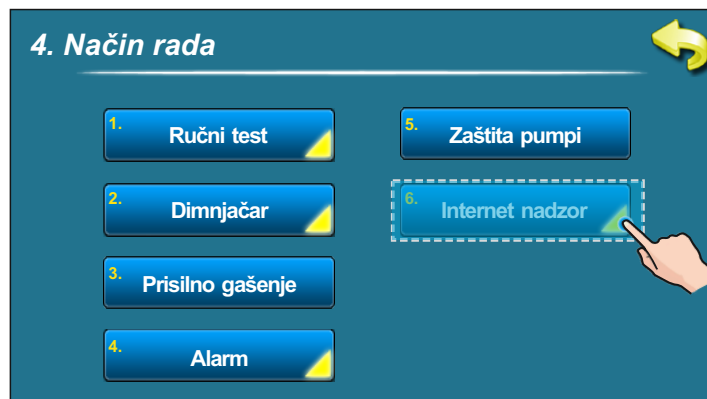 4. Način rada
1. Ručni test
2. Dimnjačar
3. Prisilno gašenje
4. Alarm
5. Zaštita pumpi
6. Internet nadzor